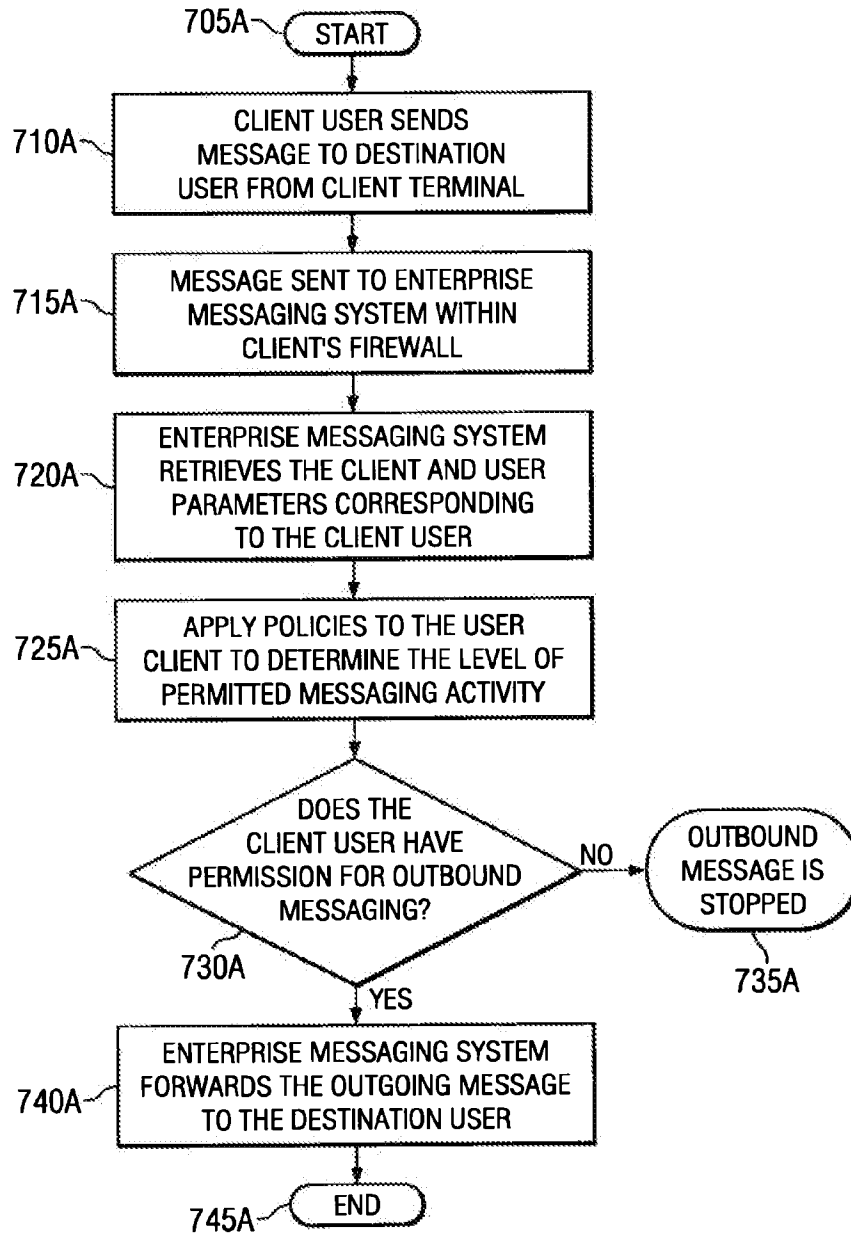 705A
START
710A
CLIENT USER SENDS
MESSAGE TO DESTINATION
USER FROM CLIENT TERMINAL
715A
MESSAGE SENT TO ENTERPRISE
MESSAGING SYSTEM WITHIN
CLIENT'S FIREWALL
720A
ENTERPRISE MESSAGING SYSTEM
RETRIEVES THE CLIENT AND USER
PARAMETERS CORRESPONDING
TO THE CLIENT USER
725A
APPLY POLICIES TO THE USER
CLIENT TO DETERMINE THE LEVEL OF
PERMITTED MESSAGING ACTIVITY
DOES THE
CLIENT USER HAVE
PERMISSION FOR OUTBOUND
MESSAGING?
730A
NO
OUTBOUND
MESSAGE IS
STOPPED
735A
YES
740A
ENTERPRISE MESSAGING SYSTEM
FORWARDS THE OUTGOING MESSAGE
TO THE DESTINATION USER
745A
END